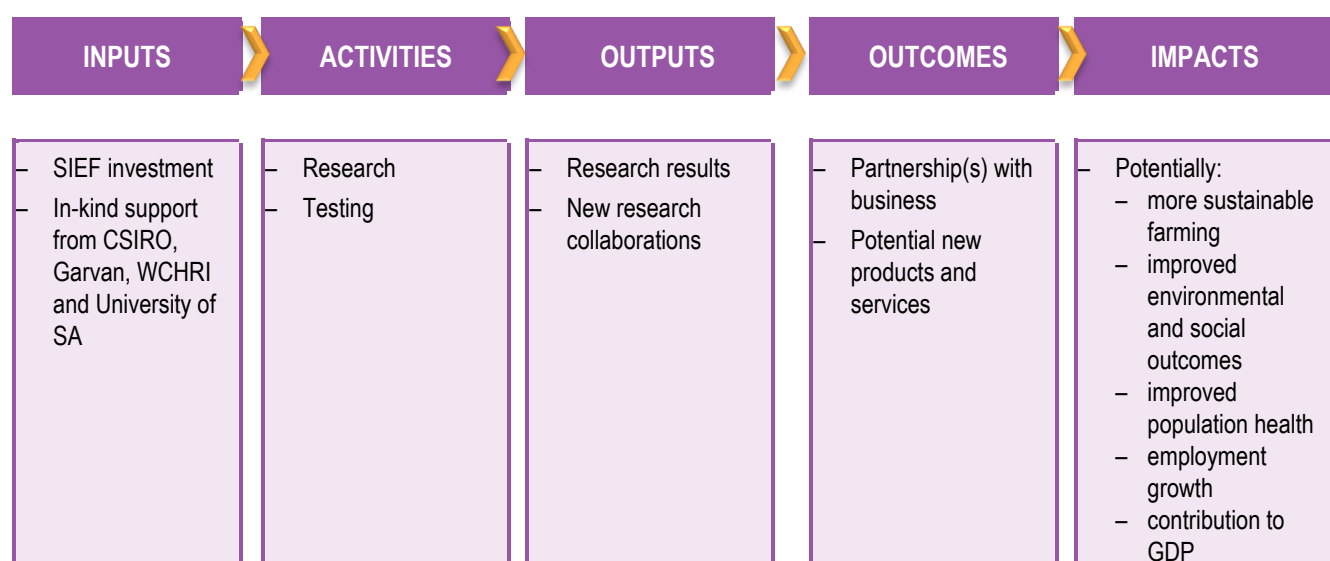 INPUTS
ACTIVITIES
OUTPUTS
OUTCOMES
IMPACTS
– SIEF investment
– In-kind support
from CSIRO,
Garvan, WCHRI
and University of
SA
– Research
– Testing
– Research results
– New research
collaborations
– Partnership(s) with
business
– Potential new
products and
services
– Potentially:
– more sustainable
farming
– improved
environmental
and social
outcomes
– improved
population health
– employment
growth
– contribution to
GDP